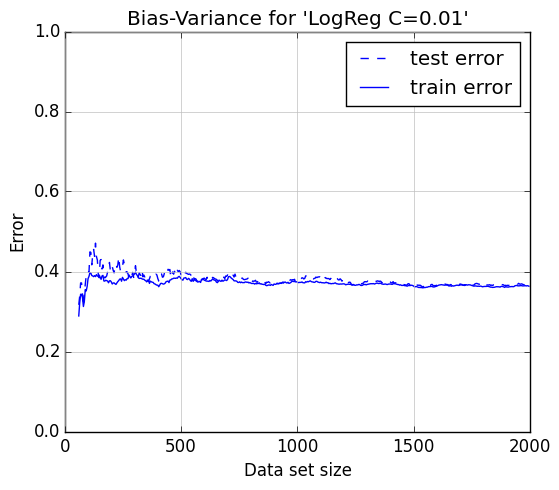 Bias-Variance for 'LogReg C=0.01'
test error
train error
Error
1.0
0.8
0.6
0.4
0.2
0.0
0 500 1000 1500 2000
Data set size